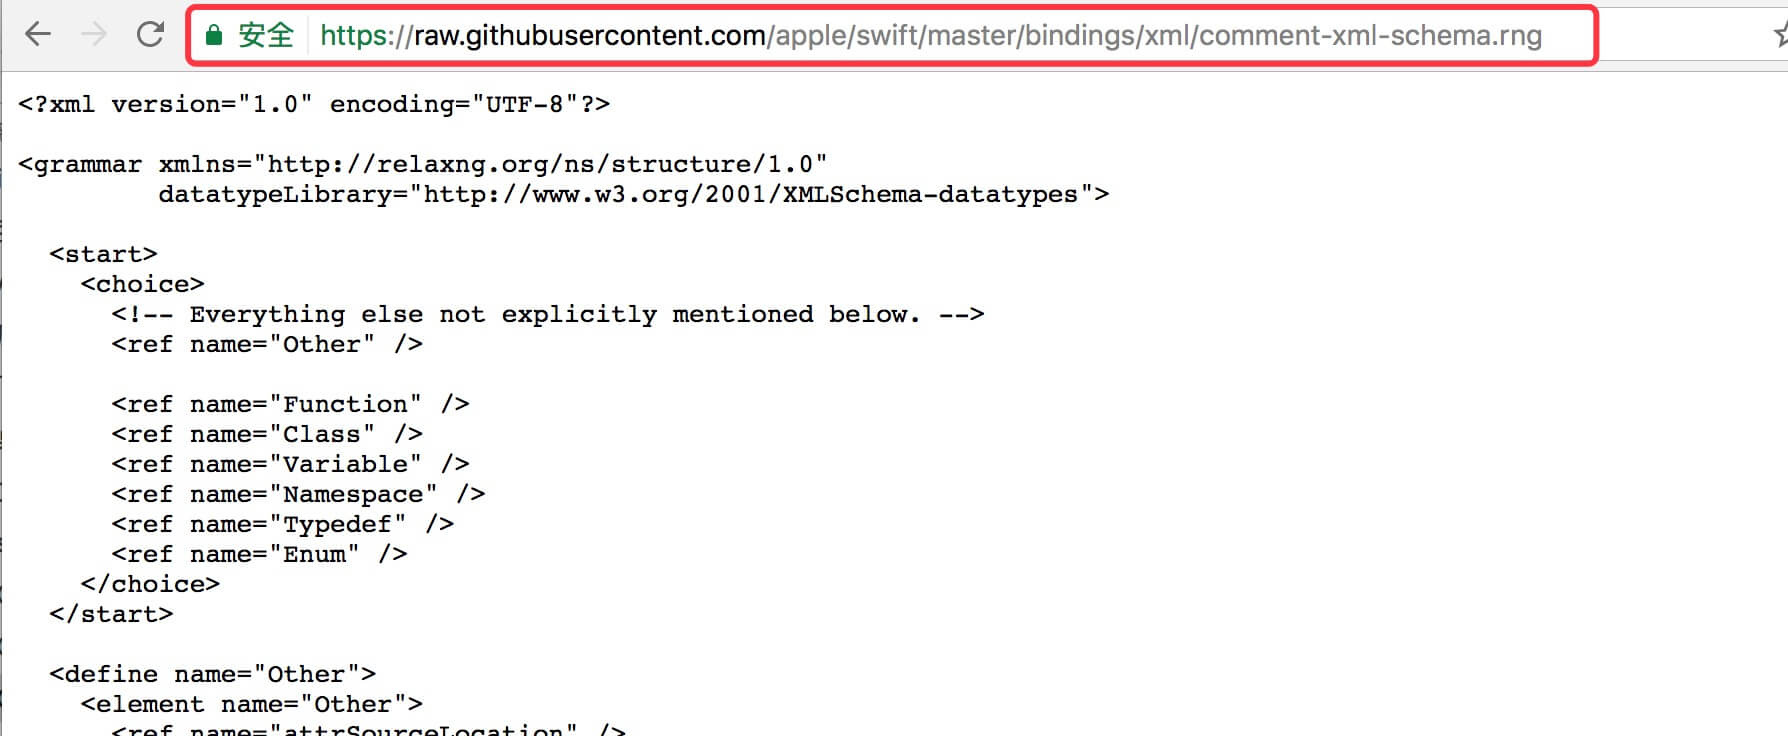 安全 https://raw.githubusercontent.com/apple/swift/master/bindings/xml/comment-xml-schema.rng
<?xml version="1.0" encoding="UTF-8"?>
<grammar xmlns="http://relaxng.org/ns/structure/1.0"
datatypeLibrary="http://www.w3.org/2001/XMLSchema-datatypes">
<start>
<choice>
<!-- Everything else not explicitly mentioned below. -->
<ref name="Other" />
<ref name="Function" />
<ref name="Class" />
<ref name="Variable" />
<ref name="Namespace" />
<ref name="Typedef" />
<ref name="Enum" />
</choice>
</start>
<define name="Other">
<element name="Other">
<ref name="attrSourceLocation" />